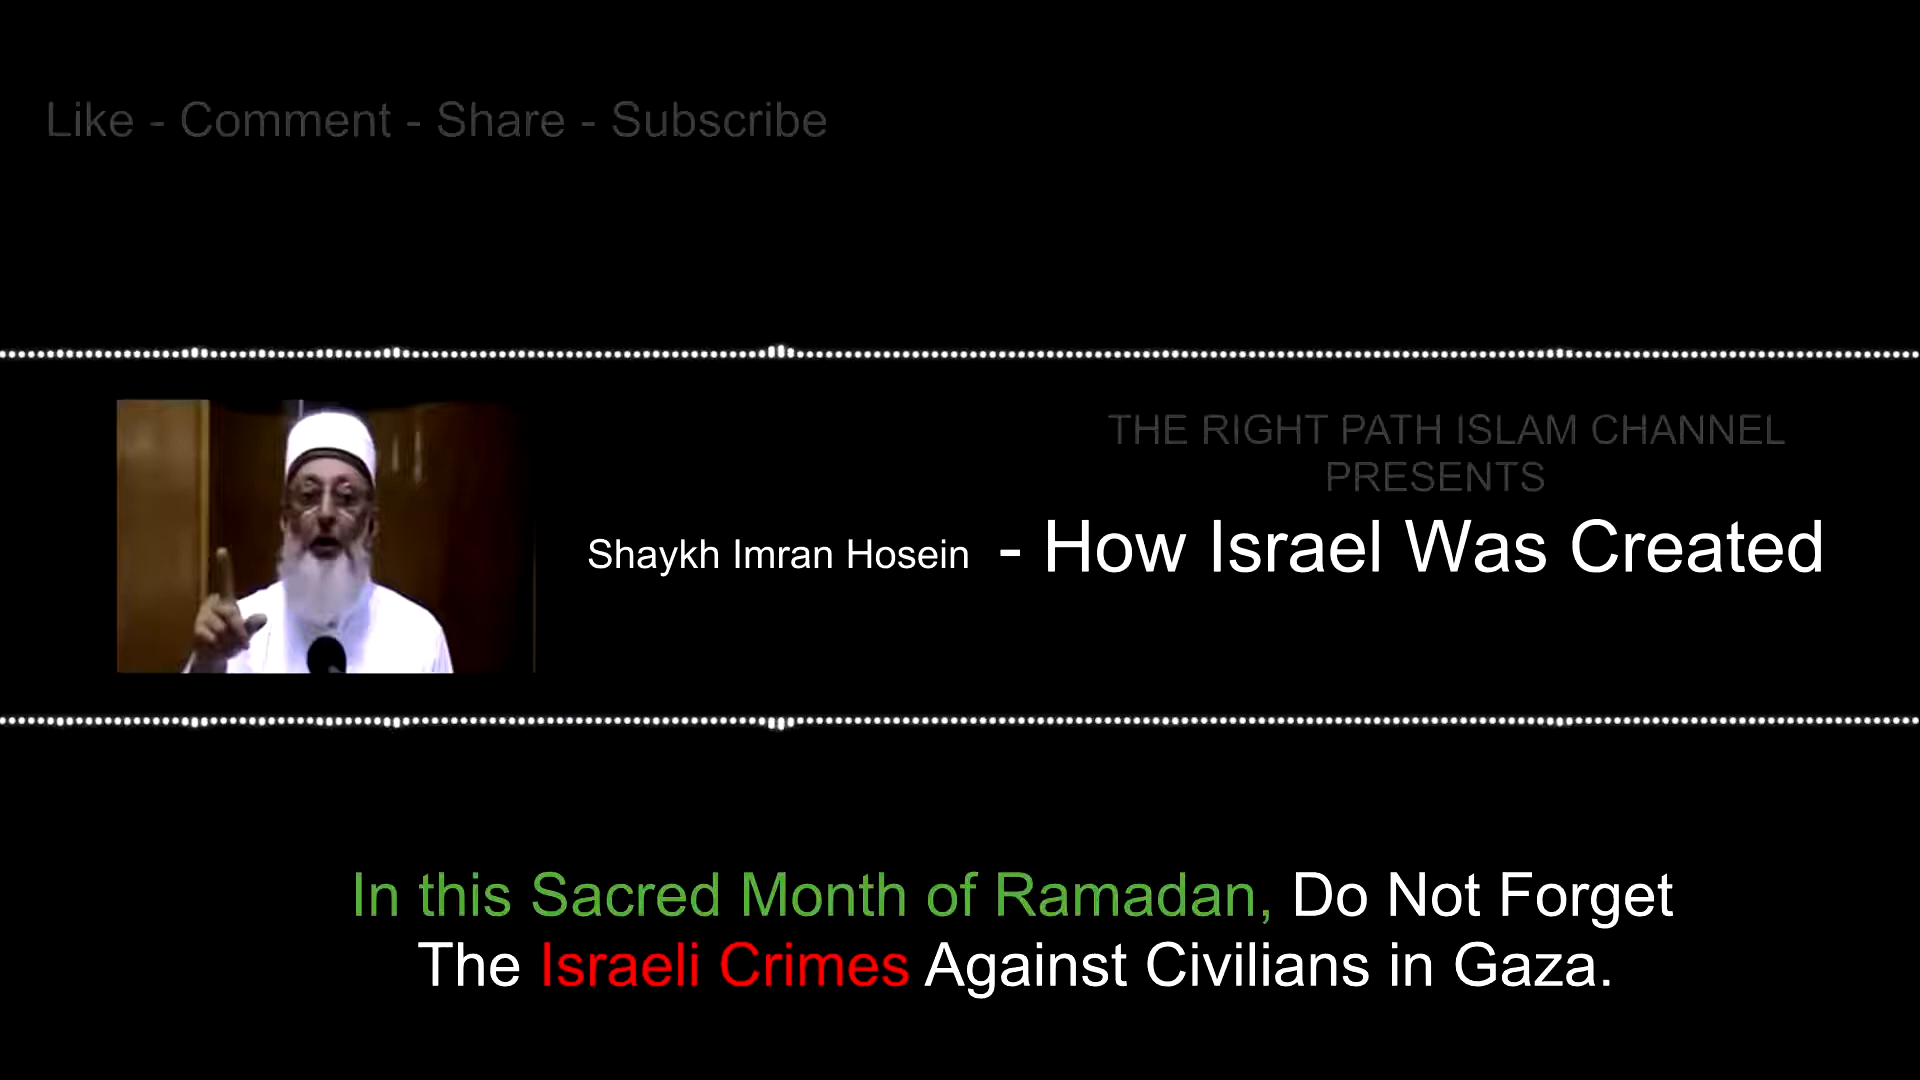 Like - Comment - Share - Subscribe
THE RIGHT PATH ISLAM CHANNEL
PRESENTS
Shaykh Imran Hosein - How Israel Was Created
In this Sacred Month of Ramadan, Do Not Forget
The Israeli Crimes Against Civilians in Gaza.